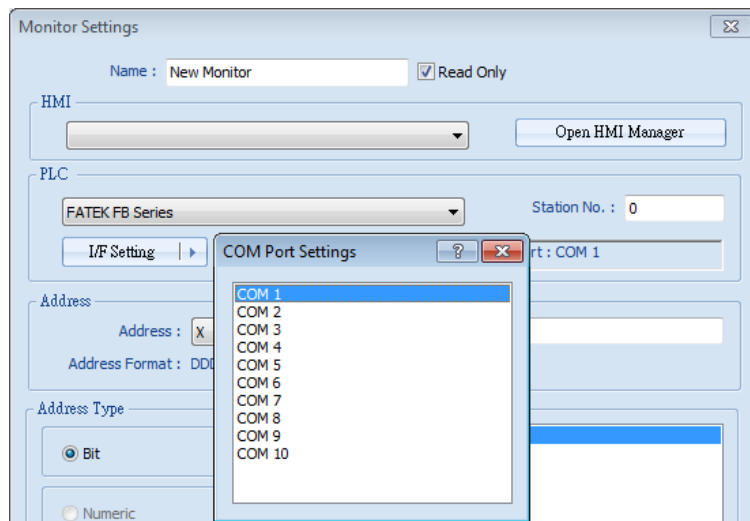 Monitor Settings
Name : New Monitor Read Only
HMI
Open HMI Manager
PLC
FATEK FB Series Station No. : 0
I/F Setting COM Port Settings rt : COM 1
COM 1
COM 2
COM 3
COM 4
COM 5
COM 6
COM 7
COM 8
COM 9
COM 10
Address
Address : X
Address Format : DDD
Address Type
Bit
Numeric